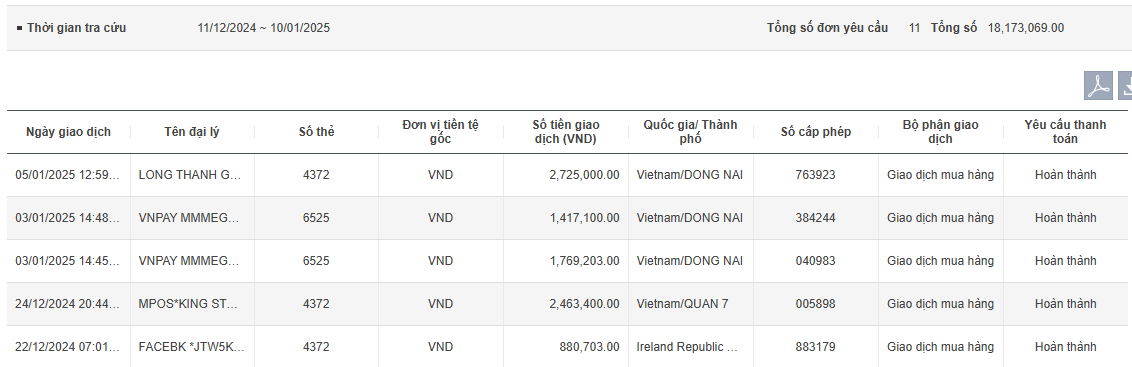 Thời gian tra cứu 11/12/2024 ~ 10/01/2025 Tổng số đơn yêu cầu 11 Tổng số 18,173,069.00
Ngày giao dịch Tên đại lý Số thẻ Đơn vị tiền tệ gốc Số tiền giao dịch (VND) Quốc gia/ Thành phố Số cấp phép Bộ phận giao dịch Yêu cầu thanh toán
05/01/2025 12:59... LONG THANH G... 4372 VND 2,725,000.00 Vietnam/DONG NAI 763923 Giao dịch mua hàng Hoàn thành
03/01/2025 14:48... VNPAY MMMEG... 6525 VND 1,417,100.00 Vietnam/DONG NAI 384244 Giao dịch mua hàng Hoàn thành
03/01/2025 14:45... VNPAY MMMEG... 6525 VND 1,769,203.00 Vietnam/DONG NAI 040983 Giao dịch mua hàng Hoàn thành
24/12/2024 20:44... MPOS*KING ST... 4372 VND 2,463,400.00 Vietnam/QUAN 7 005898 Giao dịch mua hàng Hoàn thành
22/12/2024 07:01... FACEBK *JTW5K... 4372 VND 880,703.00 Ireland Republic ... 883179 Giao dịch mua hàng Hoàn thành